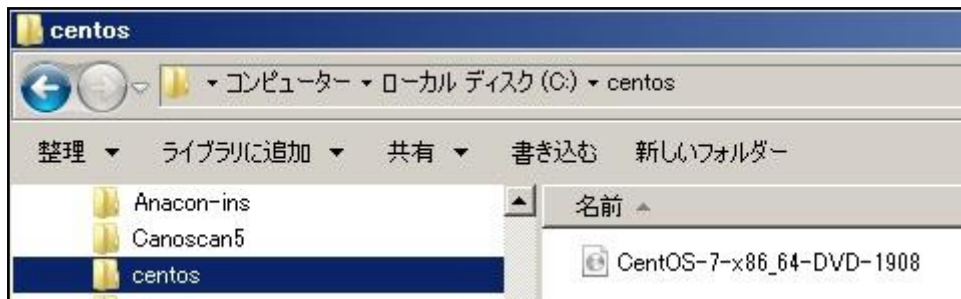 centos
コンピューター ローカル ディスク (C:) centos
整理 ライブラリに追加 共有 書き込む 新しいフォルダー
Anacon-ins
Canoscan5
centos
名前
CentOS-7-x86_64-DVD-1908